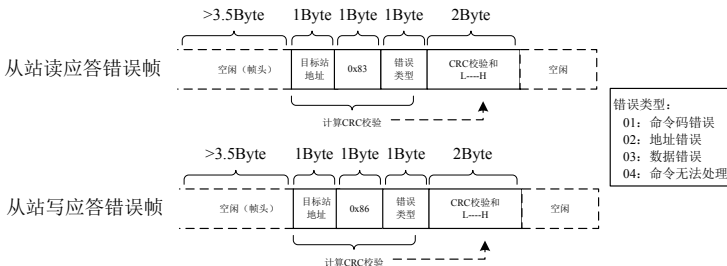 >3.5Byte 1Byte 1Byte 1Byte 2Byte
从站读应答错误帧
空闲（帧头）
目标站
地址
0x83
错误
类型
CRC校验和
L----H
空闲
计算CRC校验
错误类型：
01：命令码错误
02：地址错误
03：数据错误
04：命令无法处理
>3.5Byte 1Byte 1Byte 1Byte 2Byte
从站写应答错误帧
空闲（帧头）
目标站
地址
0x86
错误
类型
CRC校验和
L----H
空闲
计算CRC校验